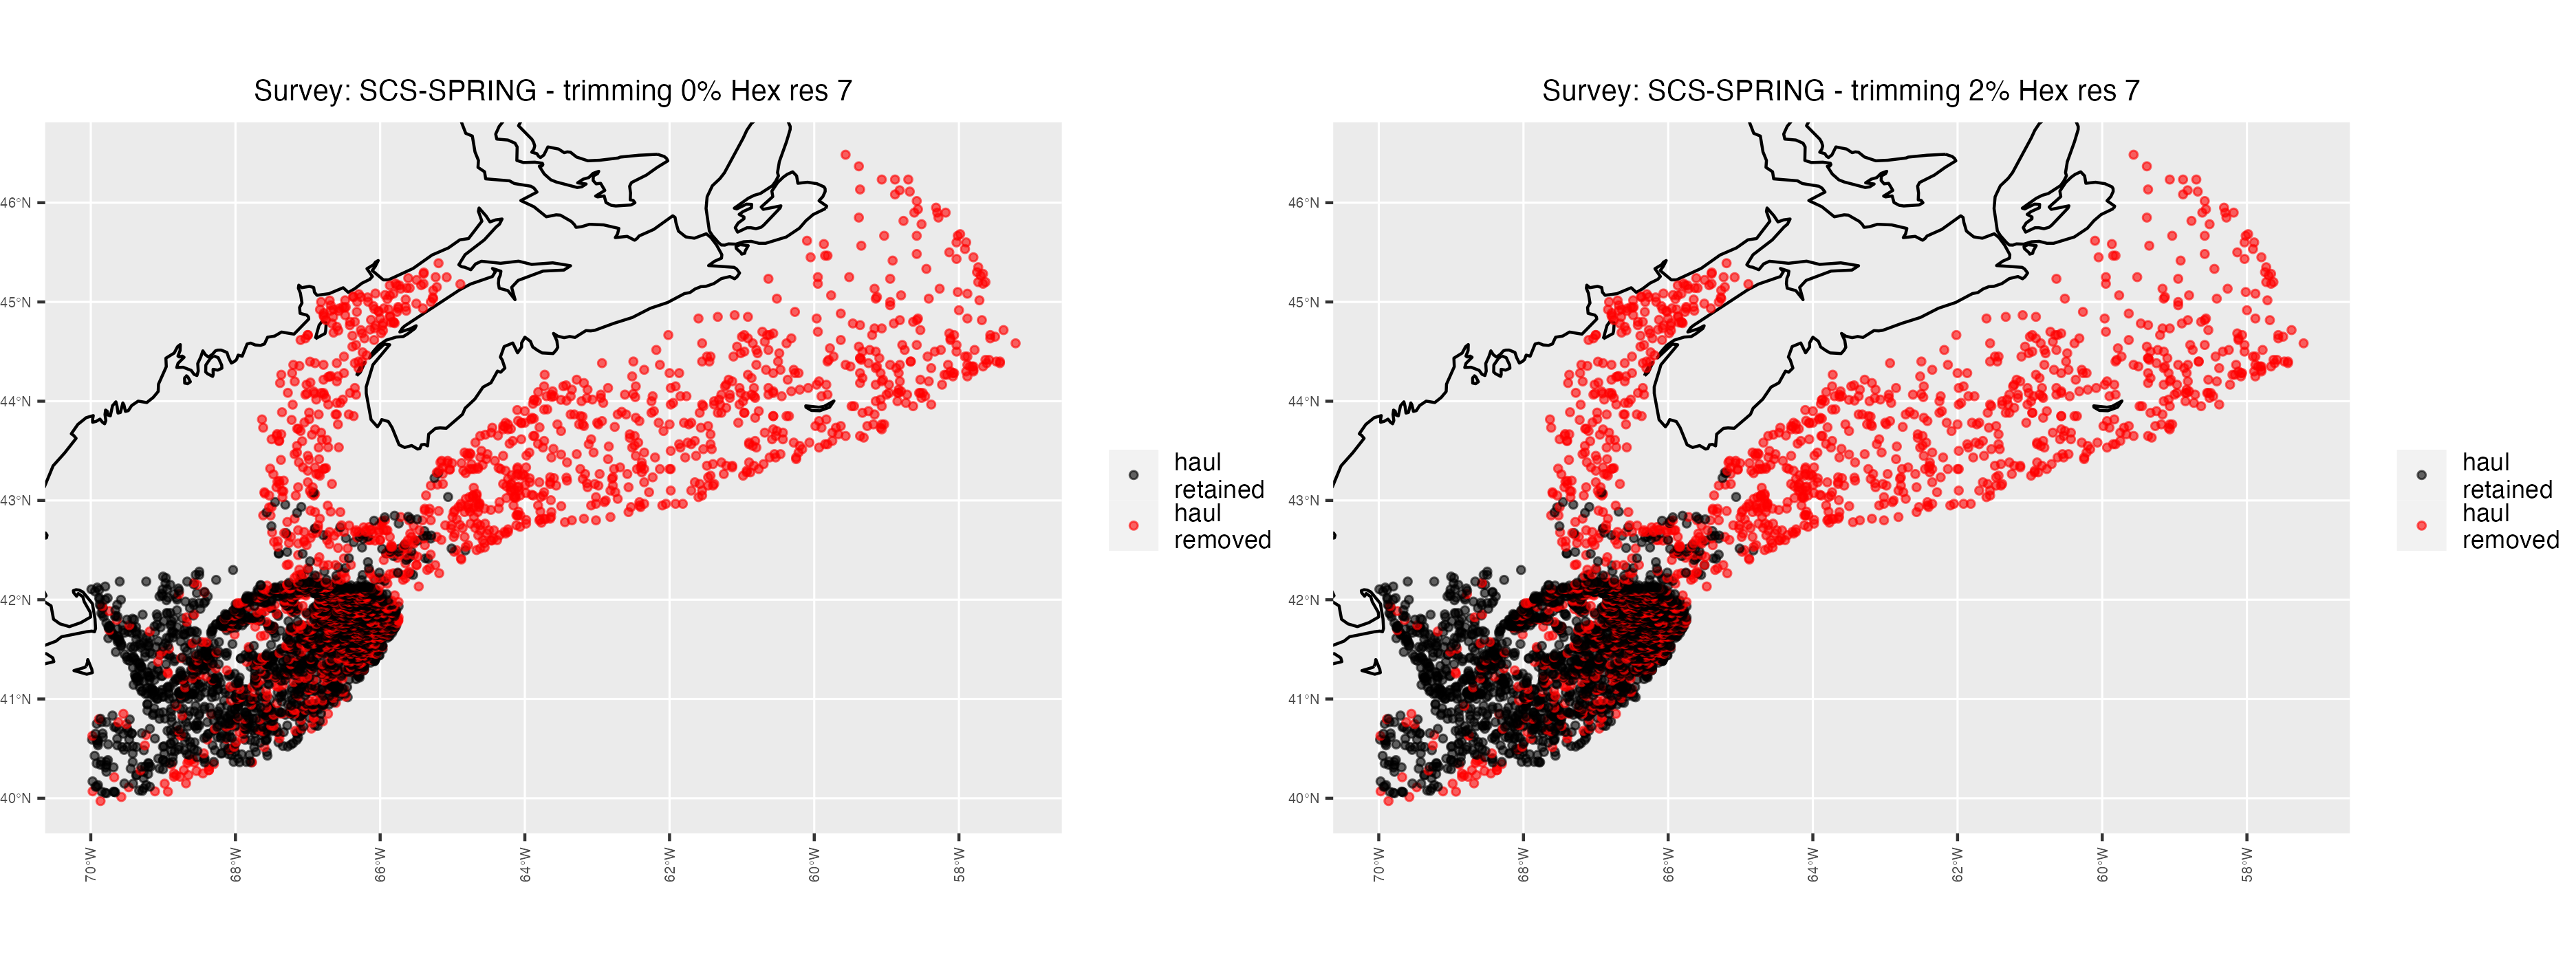 Survey: SCS-SPRING - trimming 0% Hex res 7
46°N
45°N
44°N
43°N
42°N
41°N
40°N
70°W
68°W
66°W
64°W
62°W
60°W
58°W
haul
retained
haul
removed
Survey: SCS-SPRING - trimming 2% Hex res 7
46°N
45°N
44°N
43°N
42°N
41°N
40°N
70°W
68°W
66°W
64°W
62°W
60°W
58°W
haul
retained
haul
removed